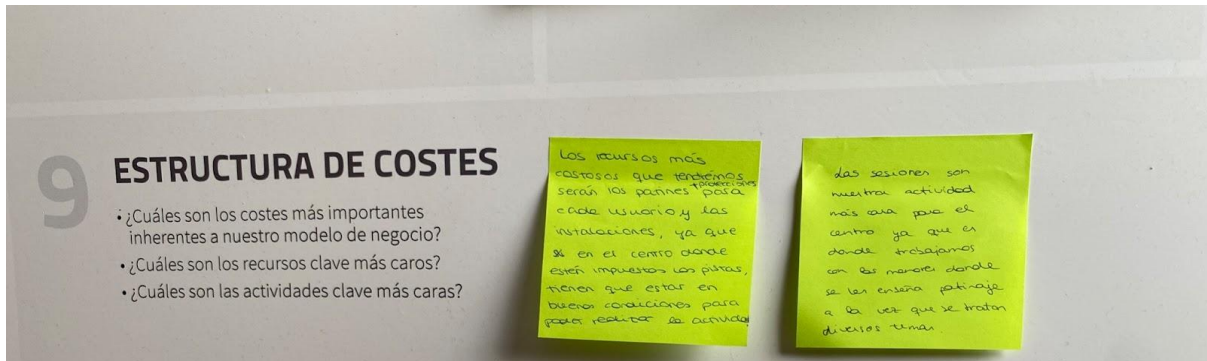 9
ESTRUCTURA DE COSTES
• ¿Cuáles son los costes más importantes
inherentes a nuestro modelo de negocio?
• ¿Cuáles son los recursos clave más caros?
• ¿Cuáles son las actividades clave más caras?
Los recursos más
costosos que tendremos
+protecciones
serán los patines para
cada usuario y las
instalaciones, ya que
en el centro donde
estén impuestos las pistas,
tienen que estar en
buenas condiciones para
poder realizar la actividad
Las sesiones son
nuestra actividad
más cara para el
centro ya que es
donde trabajamos
con los menores donde
se les enseña patinaje
a la vez que se tratan
diversos temas.